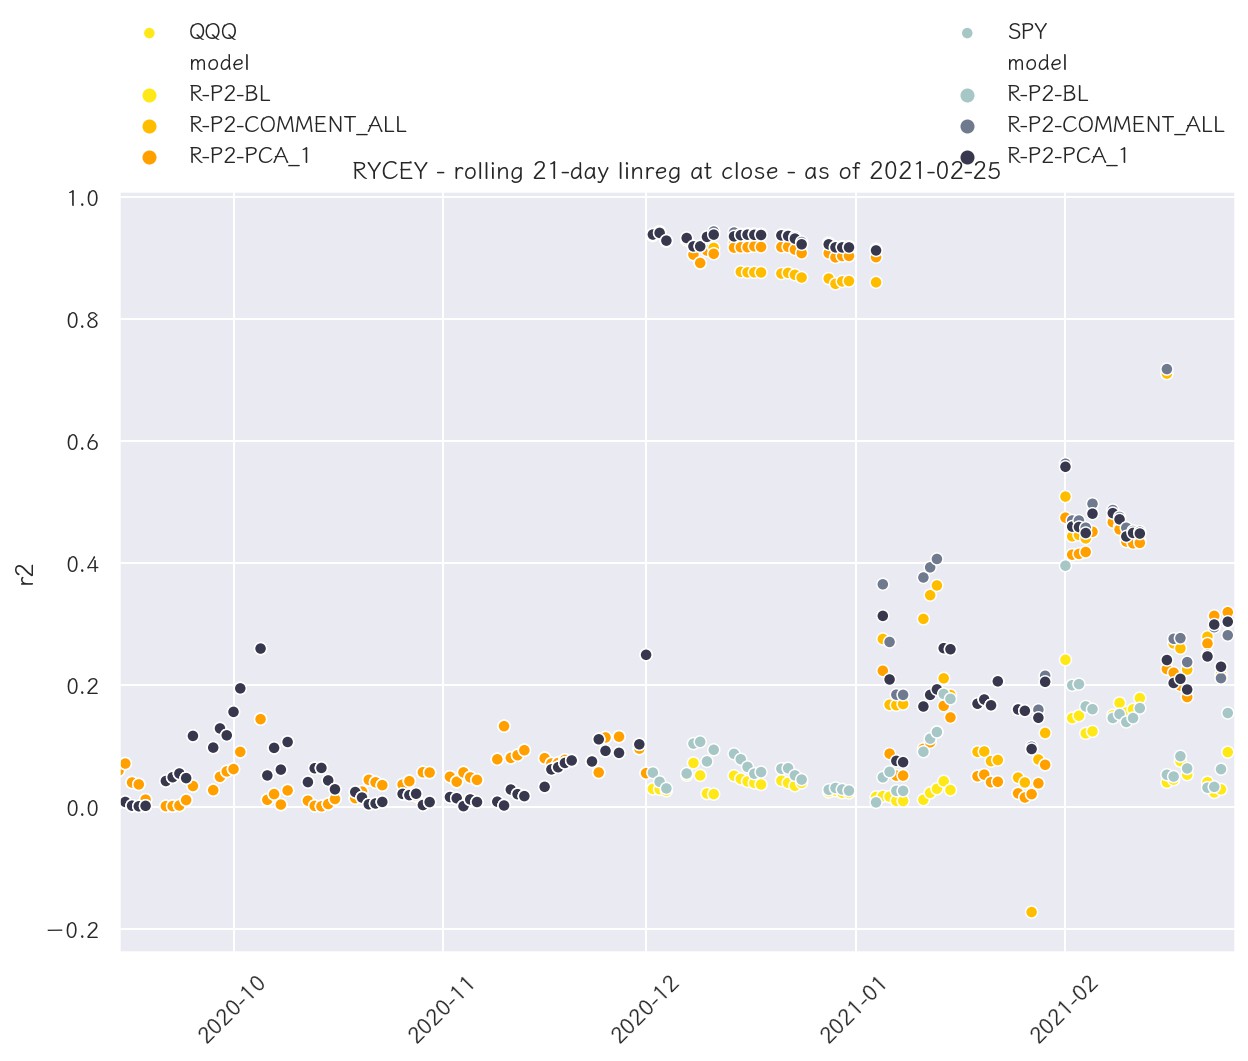 QQQ
model
R-P2-BL
R-P2-COMMENT_ALL
R-P2-PCA_1
SPY
model
R-P2-BL
R-P2-COMMENT_ALL
R-P2-PCA_1
RYCEY - rolling 21-day linreg at close - as of 2021-02-25
1.0
0.8
0.6
0.4
0.2
0.0
−0.2
r2
2020-10
2020-11
2020-12
2021-01
2021-02